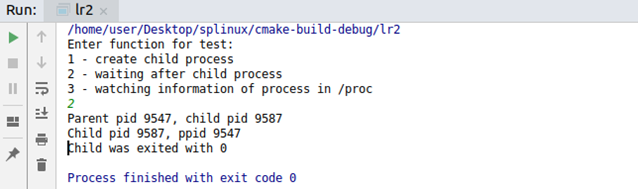 Run: lr2 ×
/home/user/Desktop/splinux/cmake-build-debug/lr2
Enter function for test:
1 - create child process
2 - waiting after child process
3 - watching information of process in /proc
2
Parent pid 9547, child pid 9587
Child pid 9587, ppid 9547
Child was exited with 0
Process finished with exit code 0